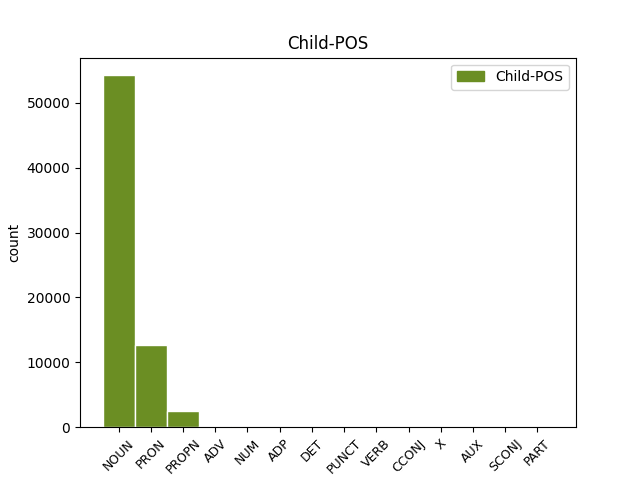 Child-POS
Child-POS
count
50000
40000
30000
20000
10000
0
NOUN PRON PROPN ADV NUM ADP DET PUNCT VERB CCONJ X AUX SCONJ PART